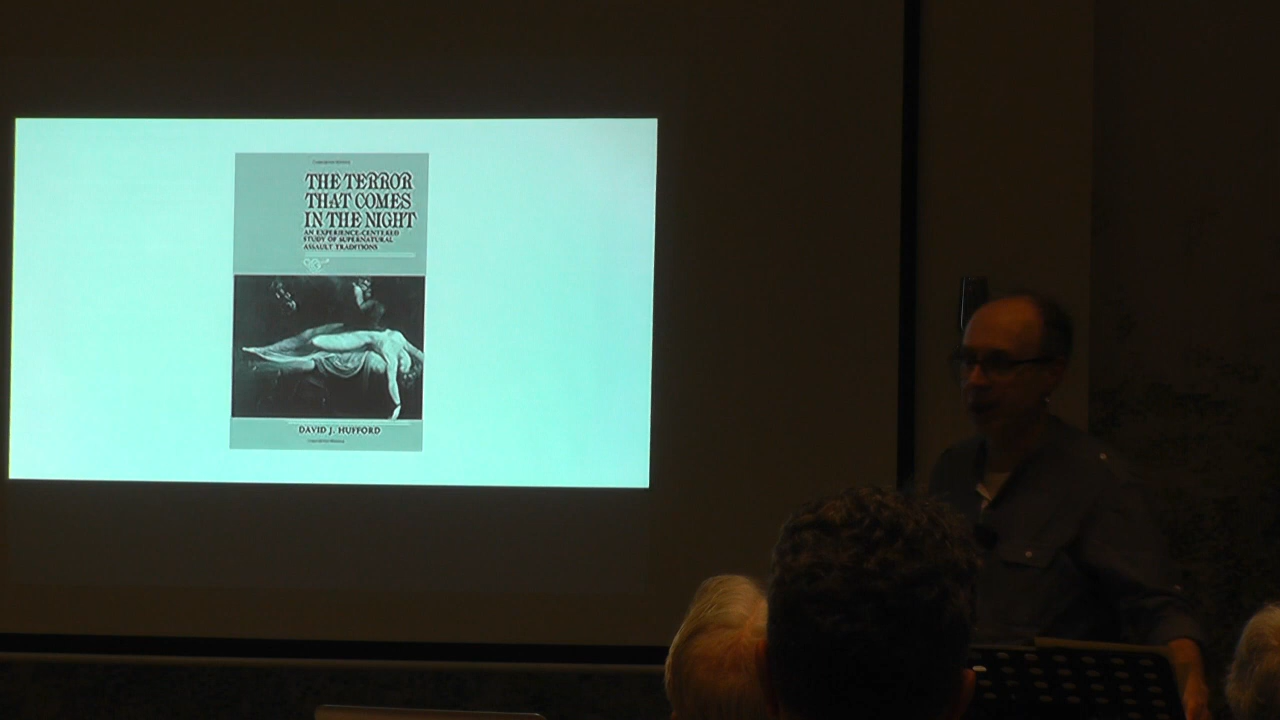 THE TERROR
THAT COMES
IN THE NIGHT
AN EXPERIENCE-CENTERED
STUDY OF SUPERNATURAL
ASSAULT TRADITIONS
DAVID J. HUFFORD